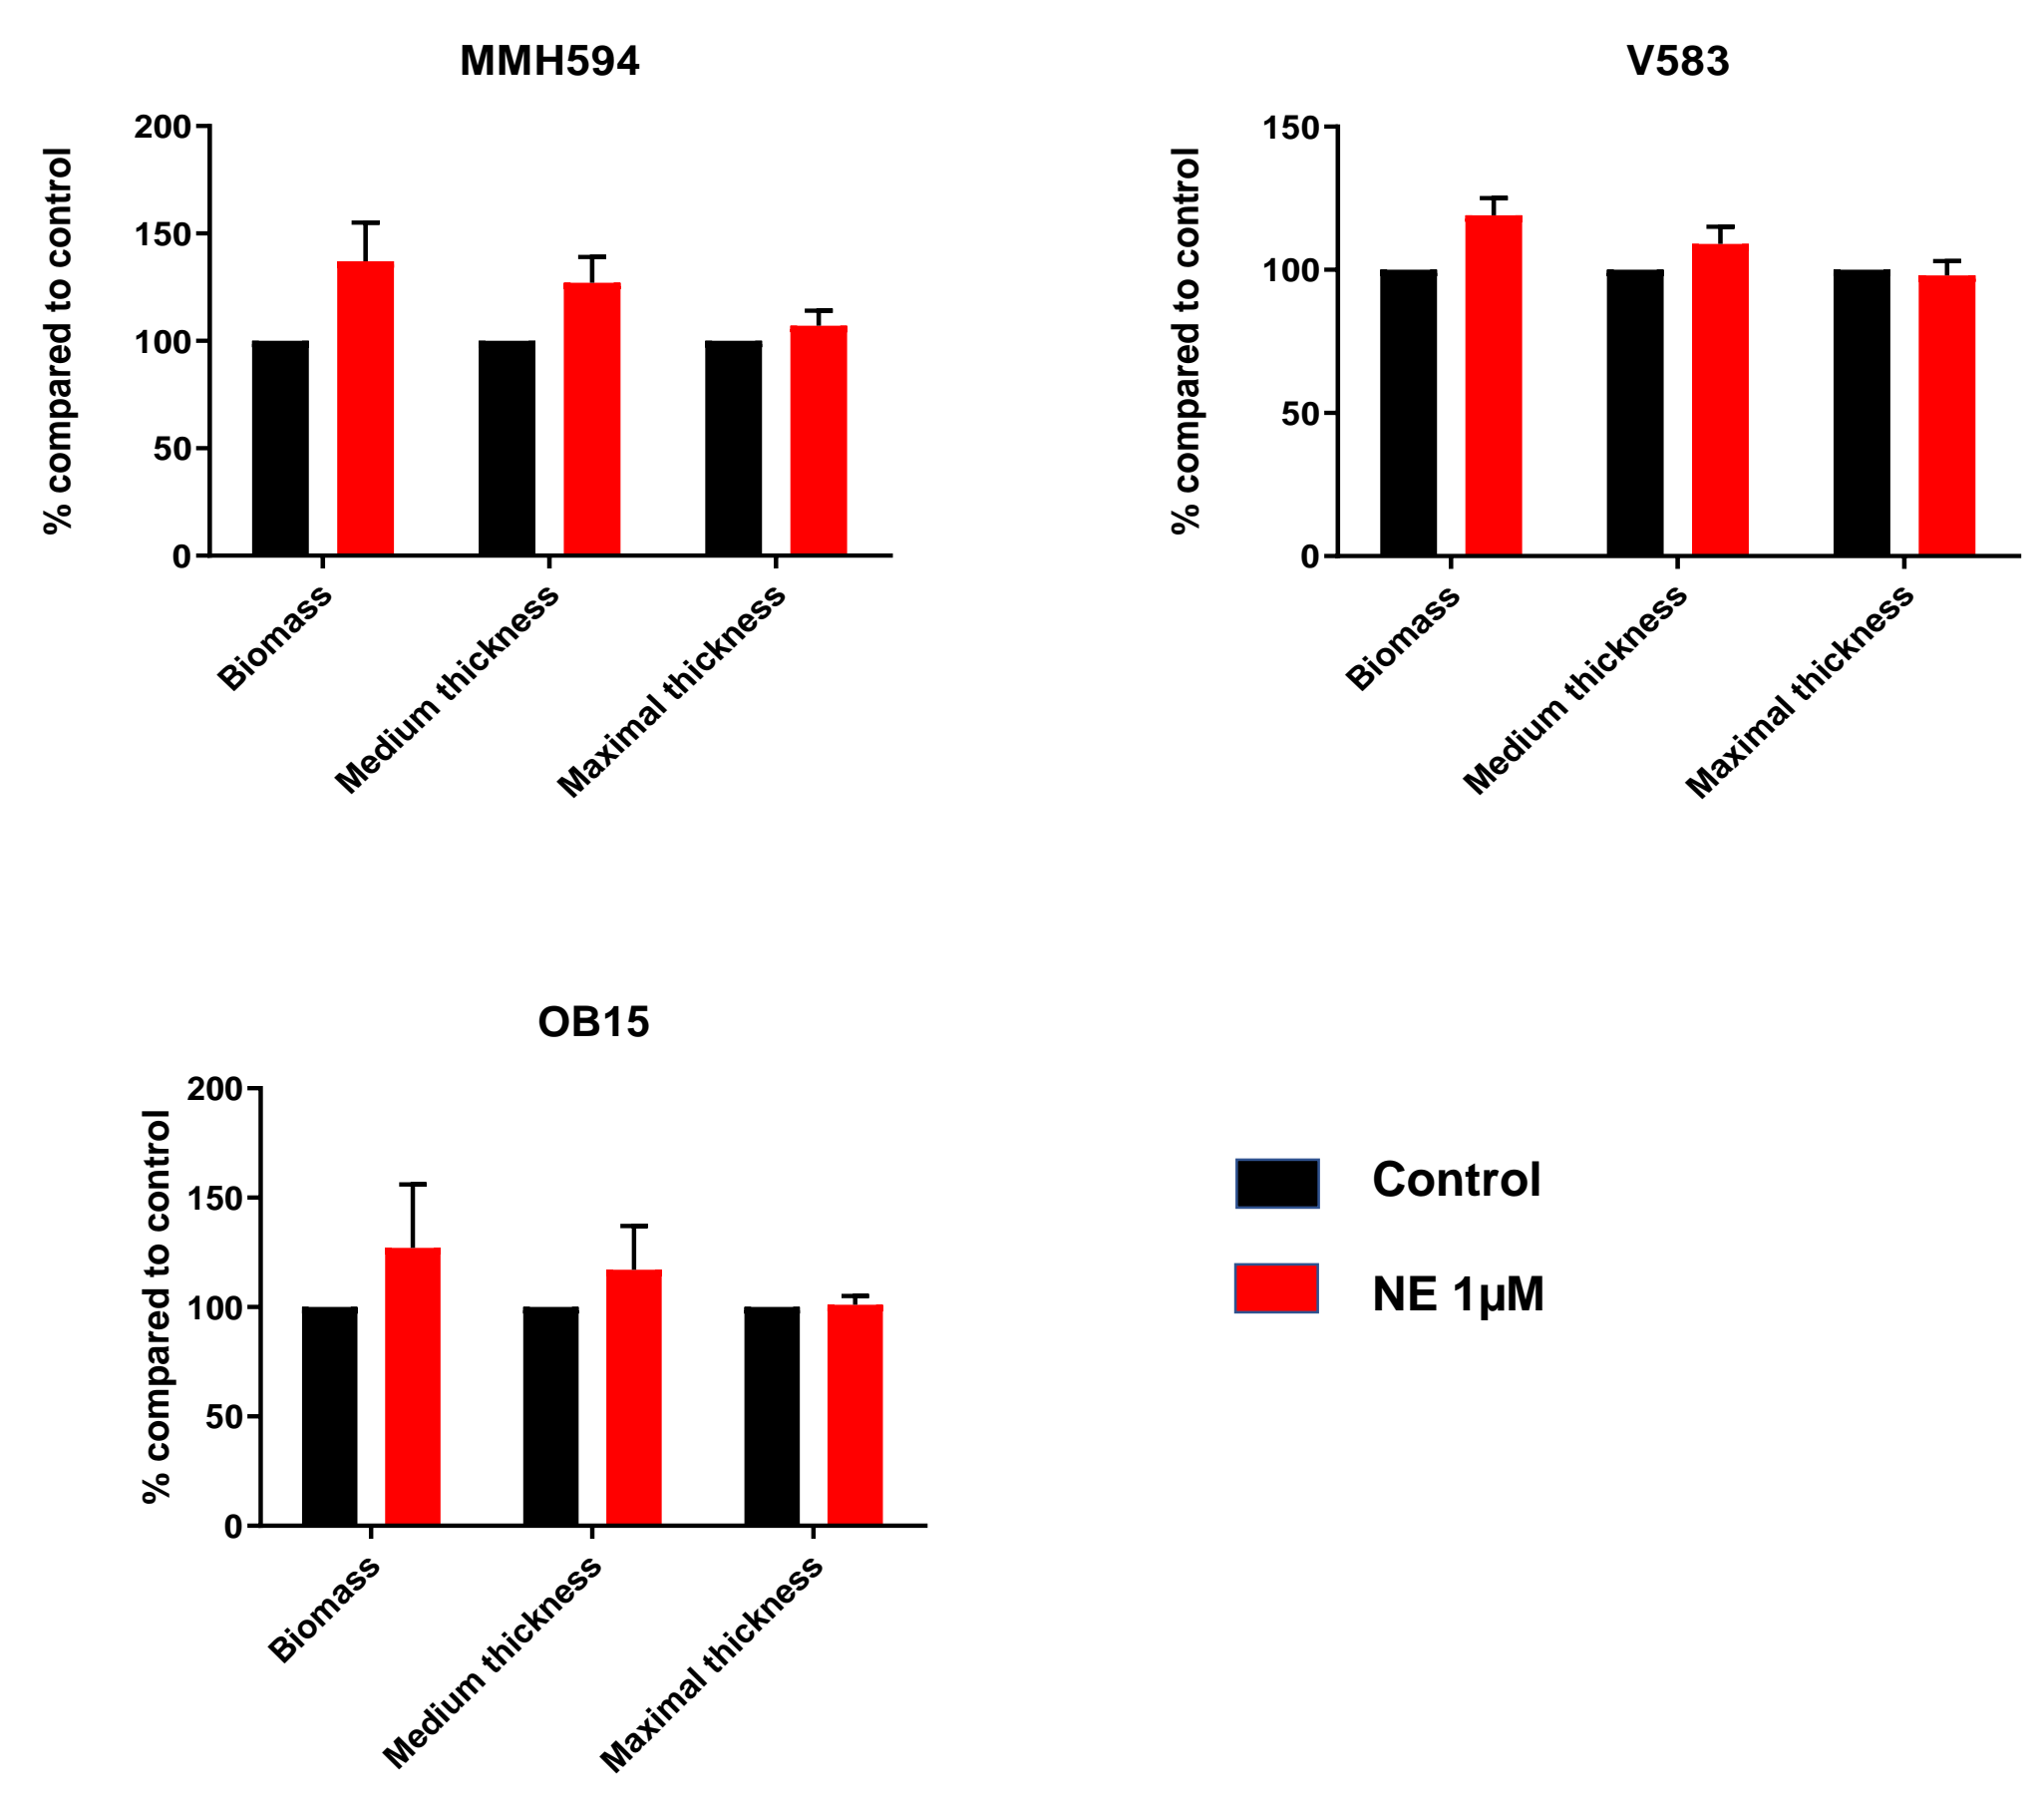 MMH594
% compared to control
200
150
100
50
0
Biomass
Medium thickness
Maximal thickness
V583
% compared to control
150
100
50
0
Biomass
Medium thickness
Maximal thickness
OB15
% compared to control
200
150
100
50
0
Biomass
Medium thickness
Maximal thickness
Control
NE 1µM